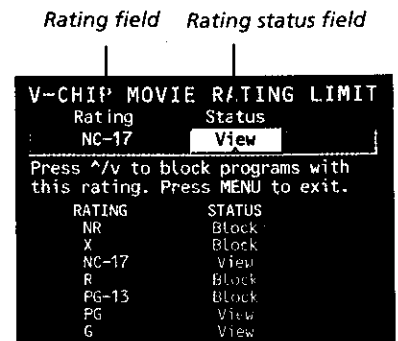 Rating field Rating status field
V-CHIP MOVIE RATING LIMIT
Rating Status
NC-17 View
Press ^/v to block programs with
this rating. Press MENU to exit.
RATING STATUS
NR Block
X Block
NC-17 View
R Block
PG-13 Block
PG View
G View